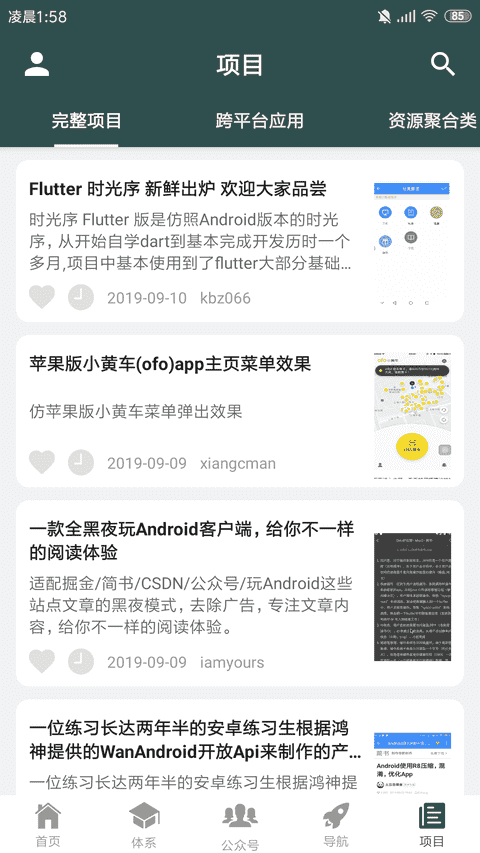 凌晨1:58
85
项目
完整项目
跨平台应用
资源聚合类
Flutter 时光序 新鲜出炉 欢迎大家品尝
时光序 Flutter 版是仿照Android版本的时光
序，从开始自学dart到基本完成开发历时一个
多月,项目中基本使用到了flutter大部分基础...
2019-09-10 kbz066
苹果版小黄车(ofo)app主页菜单效果
仿苹果版小黄车菜单弹出效果
2019-09-09 xiangcman
一款全黑夜玩Android客户端，给你不一样
的阅读体验
适配掘金/简书/CSDN/公众号/玩Android这些
站点文章的黑夜模式，去除广告，专注文章内
容，给你不一样的阅读体验。
2019-09-09 iamyours
一位练习长达两年半的安卓练习生根据鸿
神提供的WanAndroid开放Api来制作的产...
一位练习长达两年半的安卓练习生根据鸿神提
Android使用R8压缩，混
淆，优化App
首页
体系
公众号
导航
项目